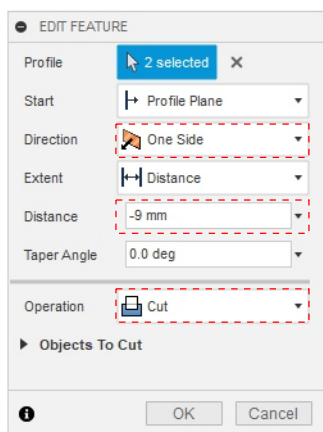 EDIT FEATURE
Profile 2 selected
Start Profile Plane
Direction One Side
Extent Distance
Distance -9 mm
Taper Angle 0.0 deg
Operation Cut
Objects To Cut
OK Cancel